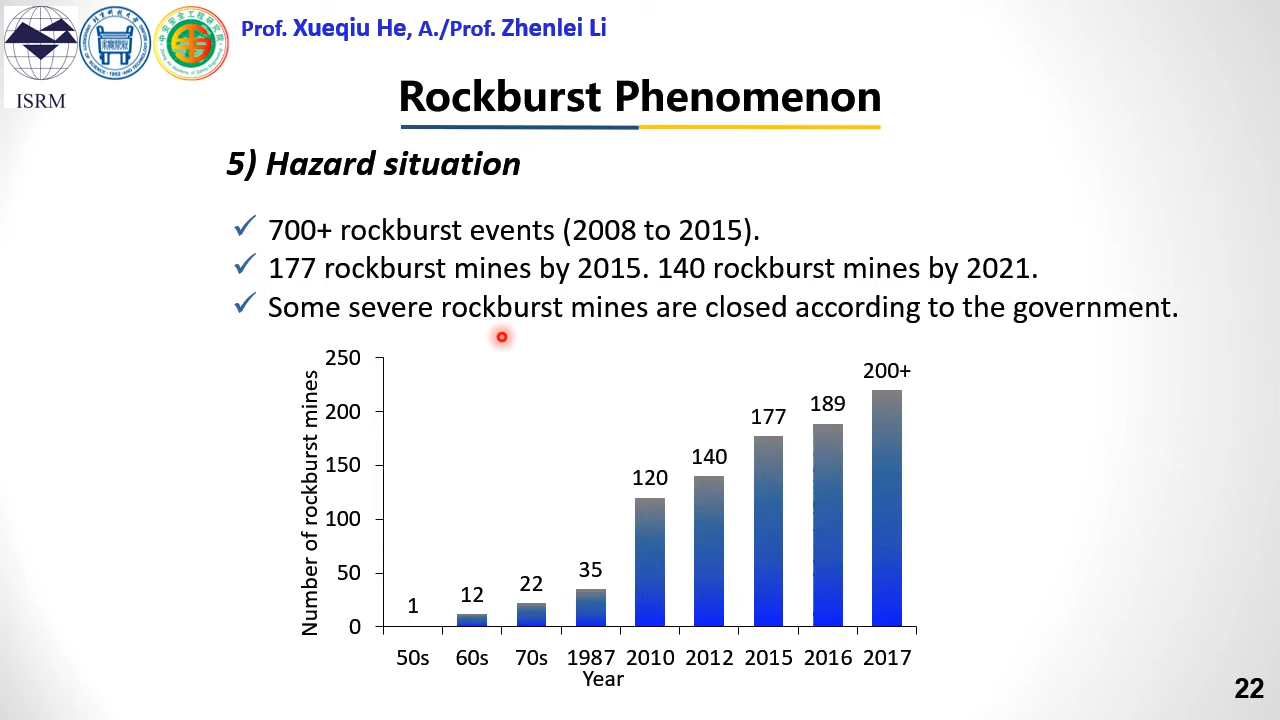 Prof. Xueqiu He, A./Prof. Zhenlei Li
ISRM
Rockburst Phenomenon
5) Hazard situation
✓ 700+ rockburst events (2008 to 2015).
✓ 177 rockburst mines by 2015. 140 rockburst mines by 2021.
✓ Some severe rockburst mines are closed according to the government.
Number of rockburst mines
250
200
150
100
50
0
1
12
22
35
120
140
177
189
200+
50s 60s 70s 1987 2010 2012 2015 2016 2017
Year
22